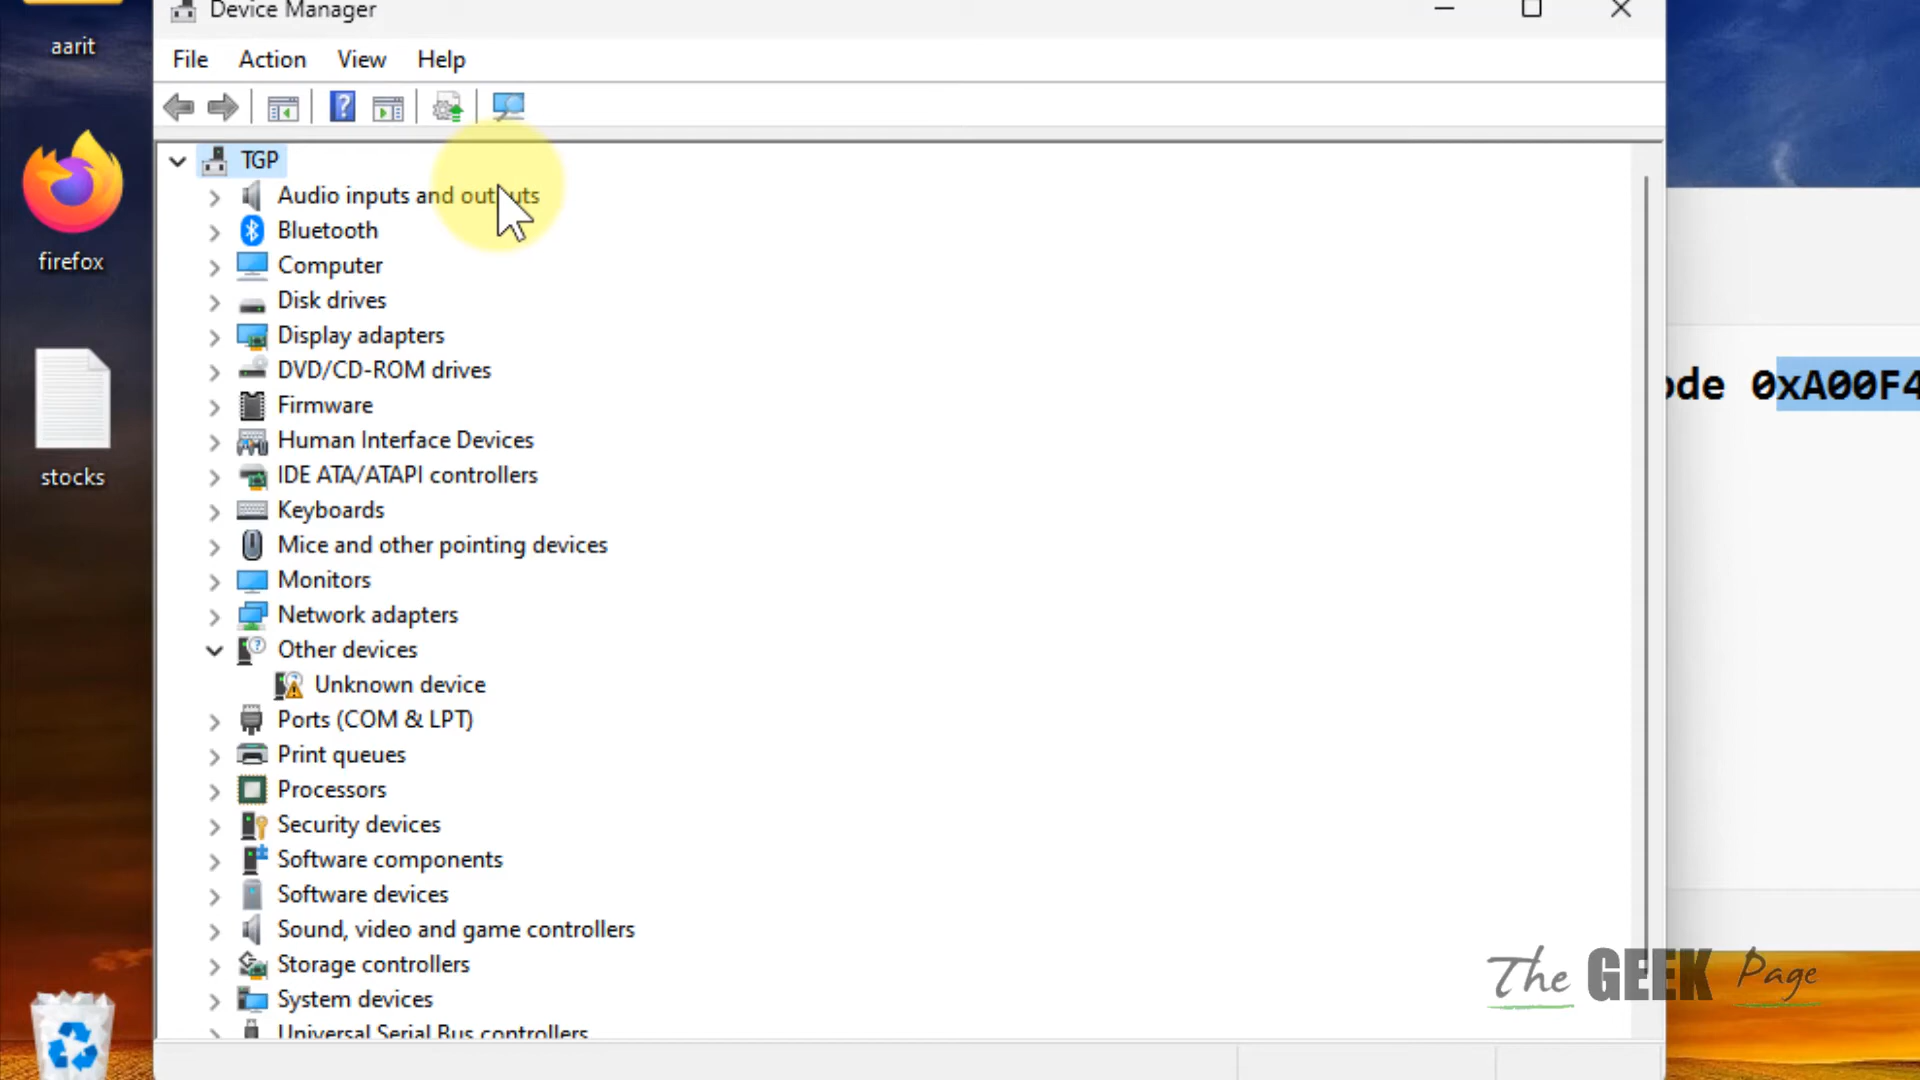 Device Manager
aarit
File Action View Help
TGP
Audio inputs and outputs
Bluetooth
firefox
Computer
Disk drives
Display adapters
DVD/CD-ROM drives
ode 0xA00F4
Firmware
Human Interface Devices
IDE ATA/ATAPI controllers
stocks
Keyboards
Mice and other pointing devices
Monitors
Network adapters
Other devices
Unknown device
Ports (COM & LPT)
Print queues
Processors
Security devices
Software components
Software devices
Sound, video and game controllers
Storage controllers
The GEEK Page
System devices
Universal Serial Bus controllers